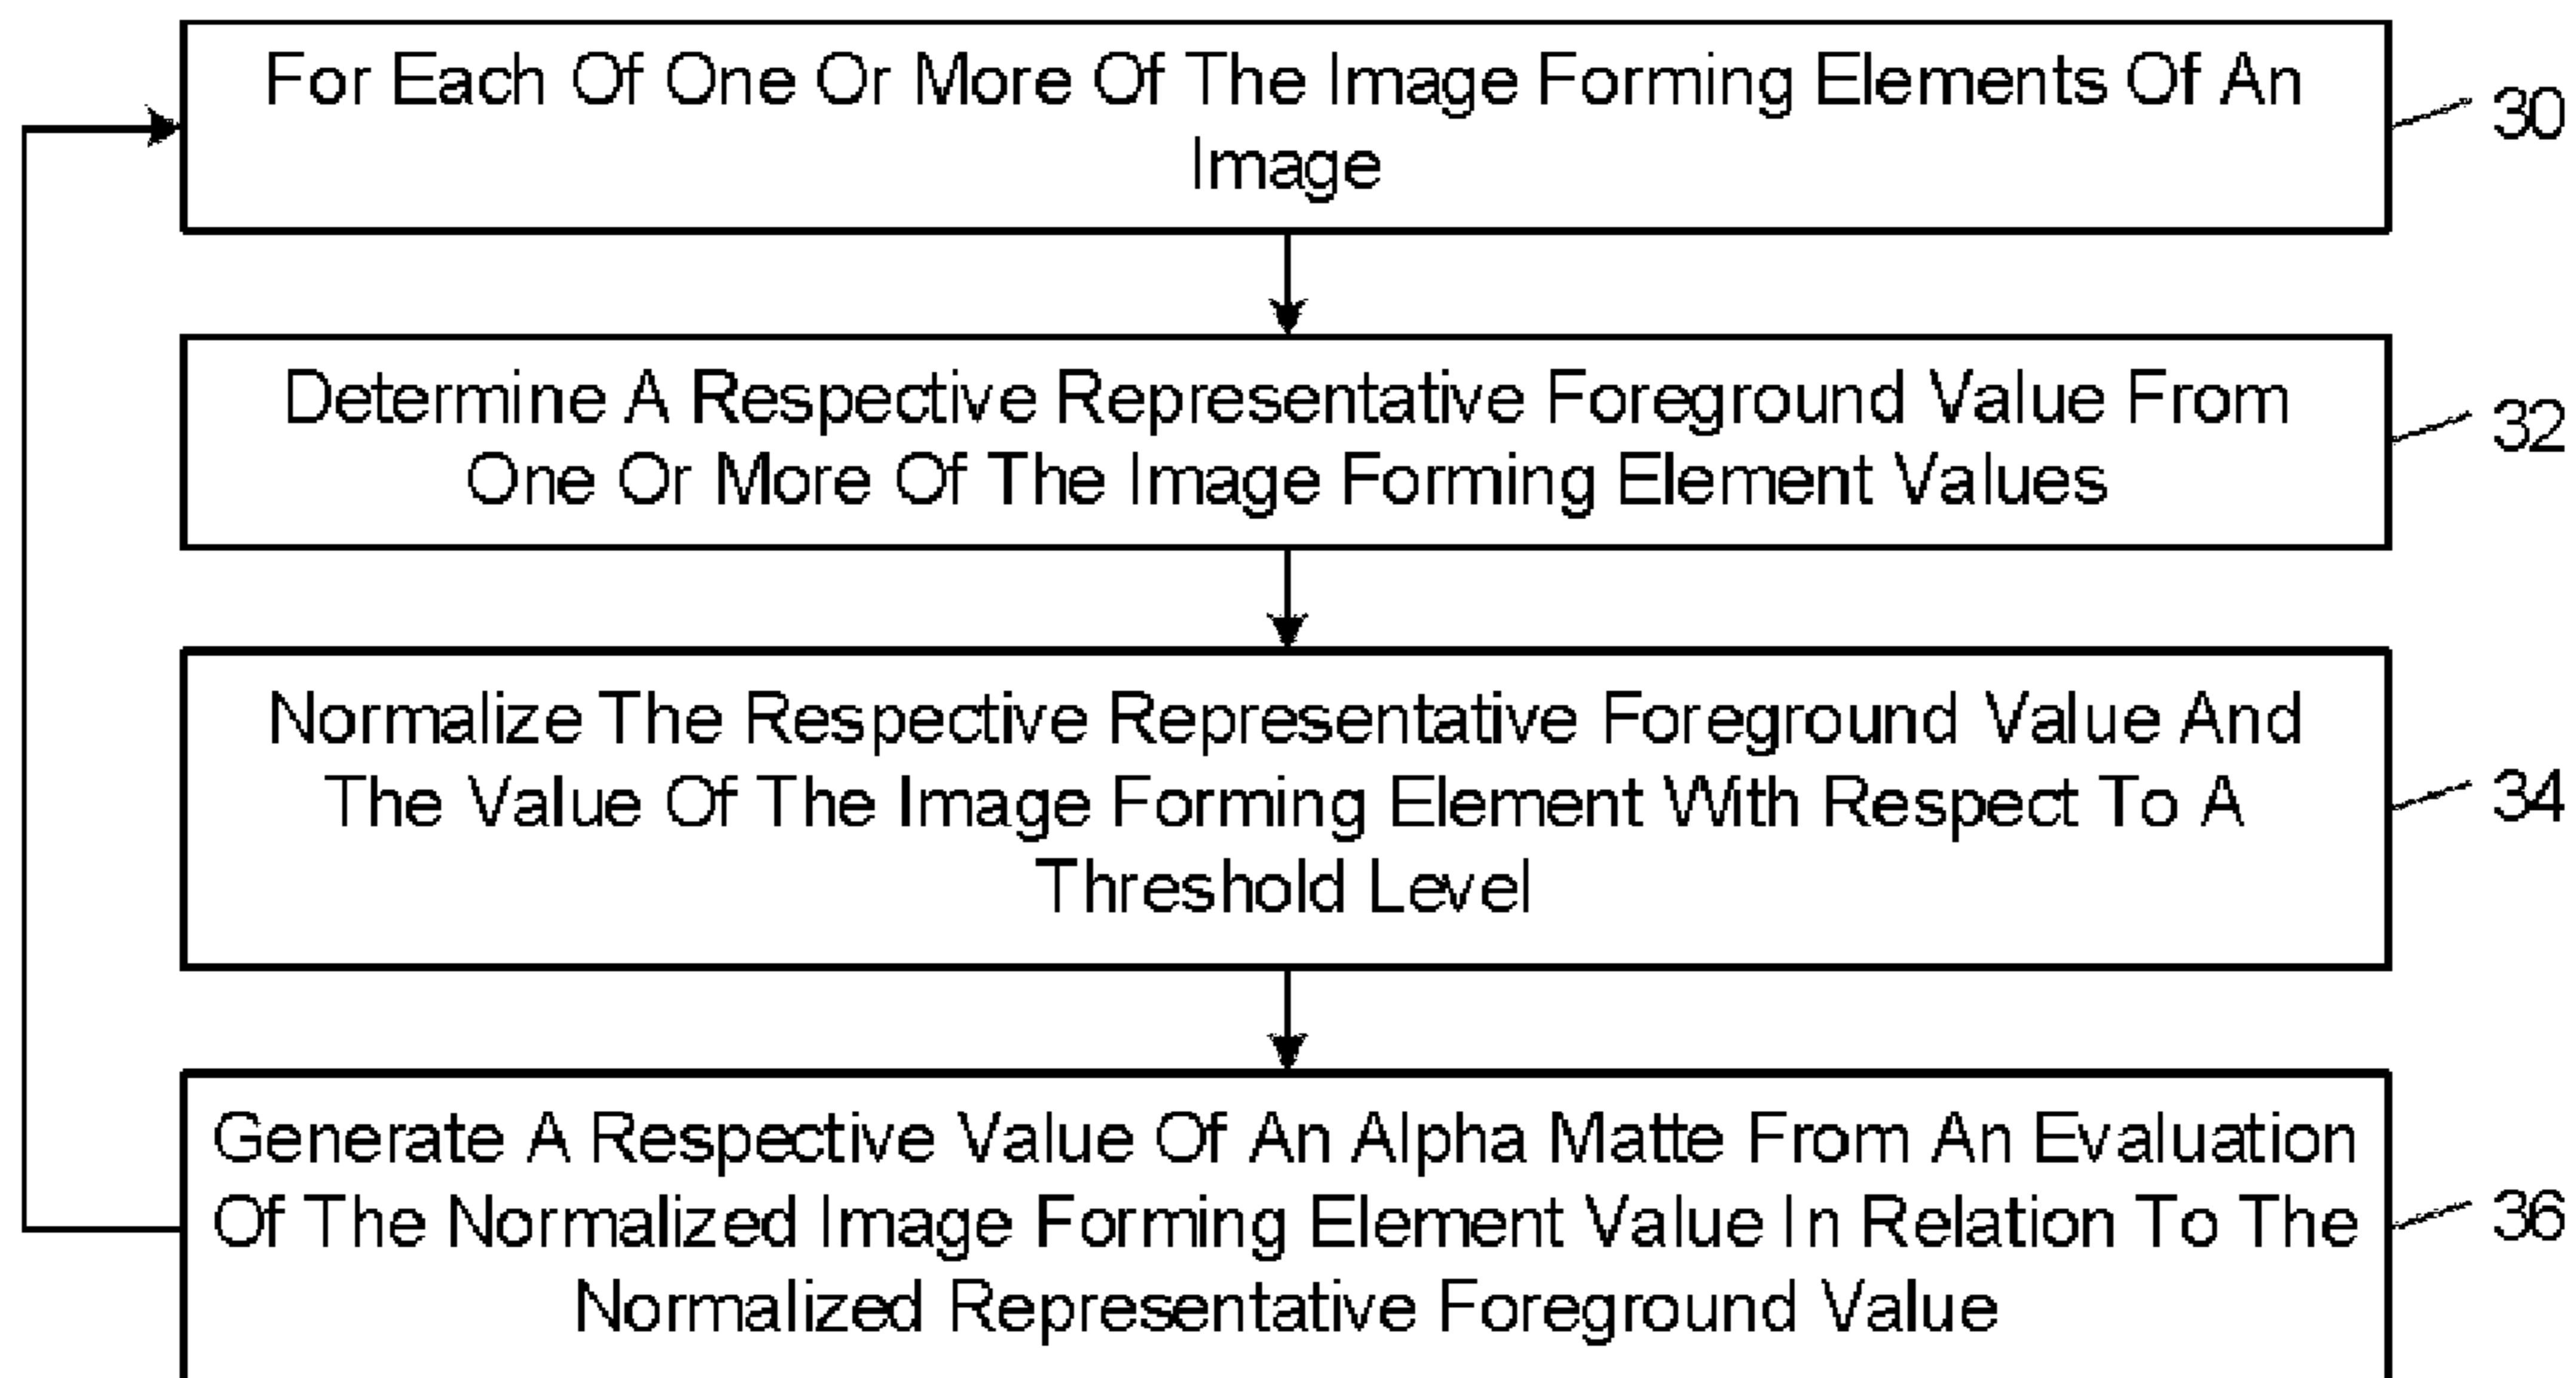 For Each Of One Or More Of The Image Forming Elements Of An
Image
30
Determine A Respective Representative Foreground Value From
One Or More Of The Image Forming Element Values
32
Normalize The Respective Representative Foreground Value And
The Value Of The Image Forming Element With Respect To A
Threshold Level
34
Generate A Respective Value Of An Alpha Matte From An Evaluation
Of The Normalized Image Forming Element Value In Relation To The
Normalized Representative Foreground Value
36